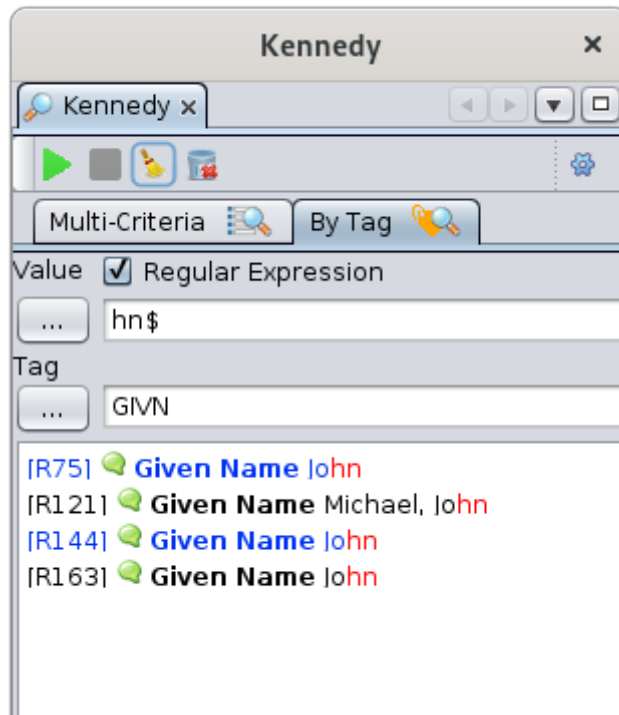 Kennedy
Kennedy
Multi-Criteria By Tag
Value Regular Expression
...
hn$
Tag
...
GIVN
[R75] Given Name John
[R121] Given Name Michael, John
[R144] Given Name John
[R163] Given Name John